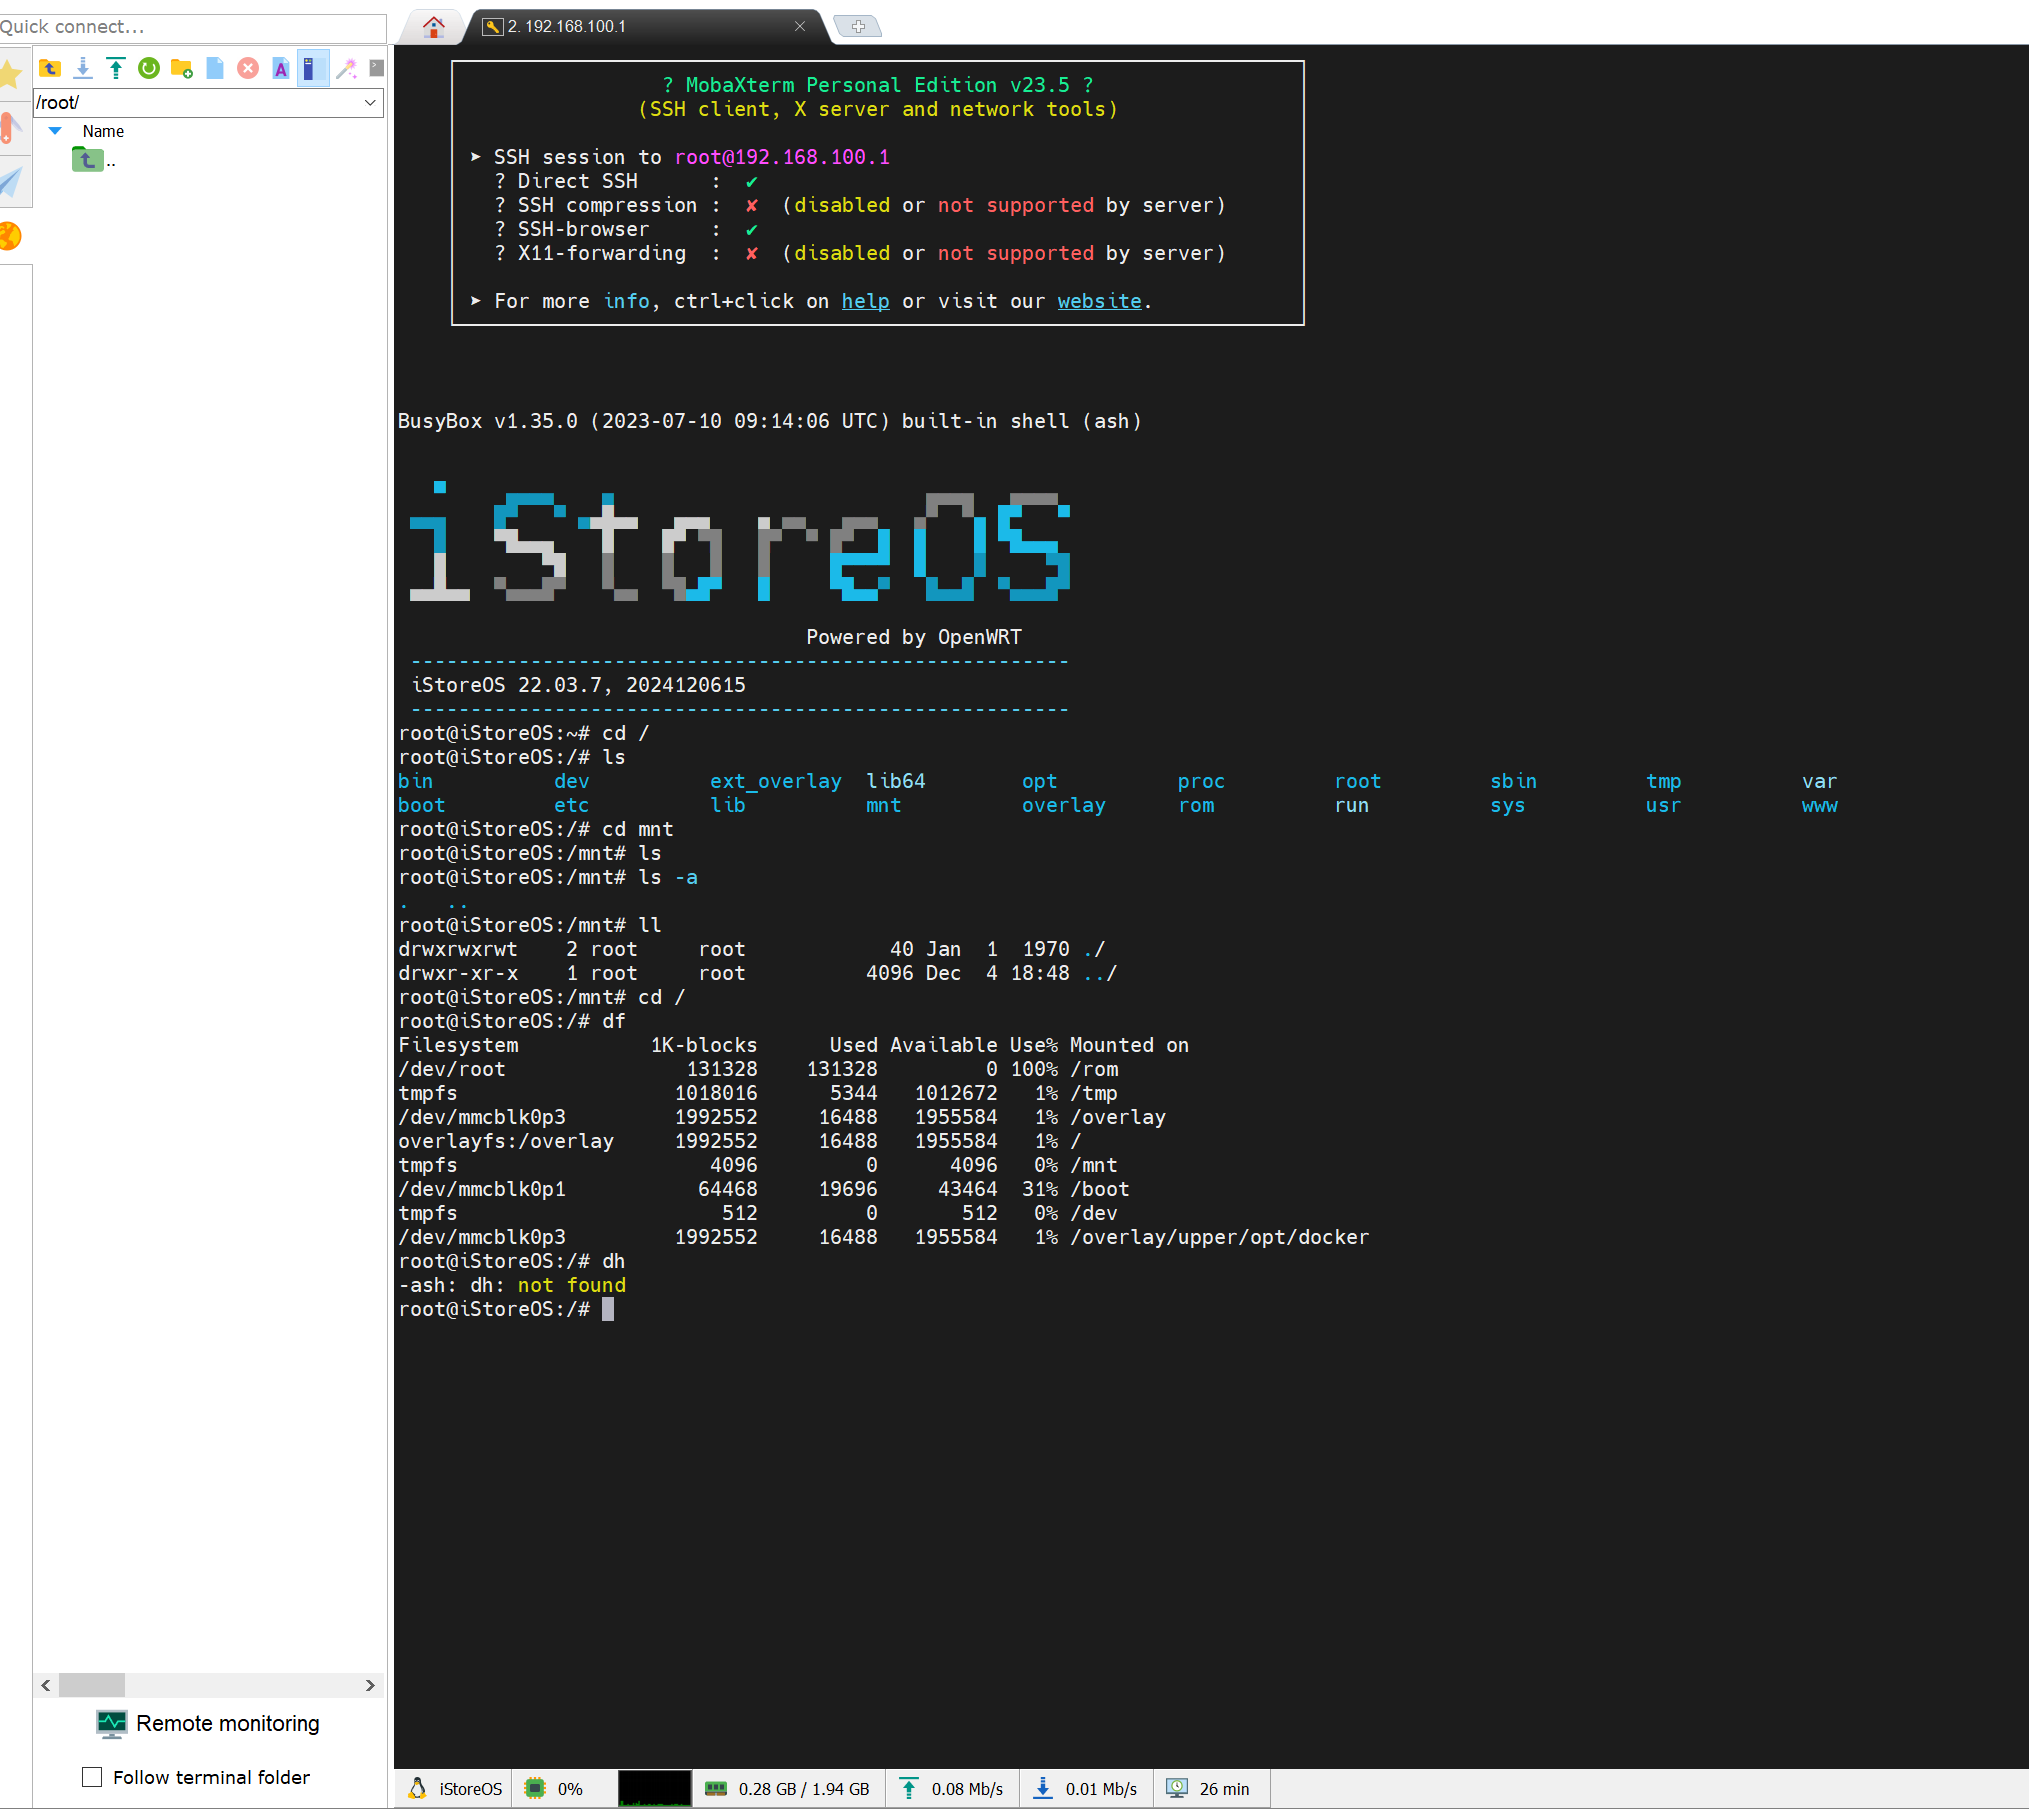 Quick connect...
2. 192.168.100.1
/root/
Name
..
? MobaXterm Personal Edition v23.5 ?
(SSH client, X server and network tools)
➤ SSH session to root@192.168.100.1
? Direct SSH      :  ✔
? SSH compression :  ✘  (disabled or not supported by server)
? SSH-browser     :  ✔
? X11-forwarding  :  ✘  (disabled or not supported by server)
➤ For more info, ctrl+click on help or visit our website.
BusyBox v1.35.0 (2023-07-10 09:14:06 UTC) built-in shell (ash)
iStoreOS
Powered by OpenWRT
-------------------------------------------------------
iStoreOS 22.03.7, 2024120615
-------------------------------------------------------
root@iStoreOS:~# cd /
root@iStoreOS:/# ls
bin          dev          ext_overlay  lib64        opt          proc         root         sbin         tmp          var
boot         etc          lib          mnt          overlay      rom          run          sys          usr          www
root@iStoreOS:/# cd mnt
root@iStoreOS:/mnt# ls
root@iStoreOS:/mnt# ls -a
.   ..
root@iStoreOS:/mnt# ll
drwxrwxrwt    2 root     root            40 Jan  1  1970 ./
drwxr-xr-x    1 root     root          4096 Dec  4 18:48 ../
root@iStoreOS:/mnt# cd /
root@iStoreOS:/# df
Filesystem           1K-blocks      Used Available Use% Mounted on
/dev/root               131328    131328         0 100% /rom
tmpfs                  1018016      5344   1012672   1% /tmp
/dev/mmcblk0p3         1992552     16488   1955584   1% /overlay
overlayfs:/overlay     1992552     16488   1955584   1% /
tmpfs                     4096         0      4096   0% /mnt
/dev/mmcblk0p1           64468     19696     43464  31% /boot
tmpfs                      512         0       512   0% /dev
/dev/mmcblk0p3         1992552     16488   1955584   1% /overlay/upper/opt/docker
root@iStoreOS:/# dh
-ash: dh: not found
root@iStoreOS:/#
Remote monitoring
Follow terminal folder
iStoreOS 0% 0.28 GB / 1.94 GB 0.08 Mb/s 0.01 Mb/s 26 min